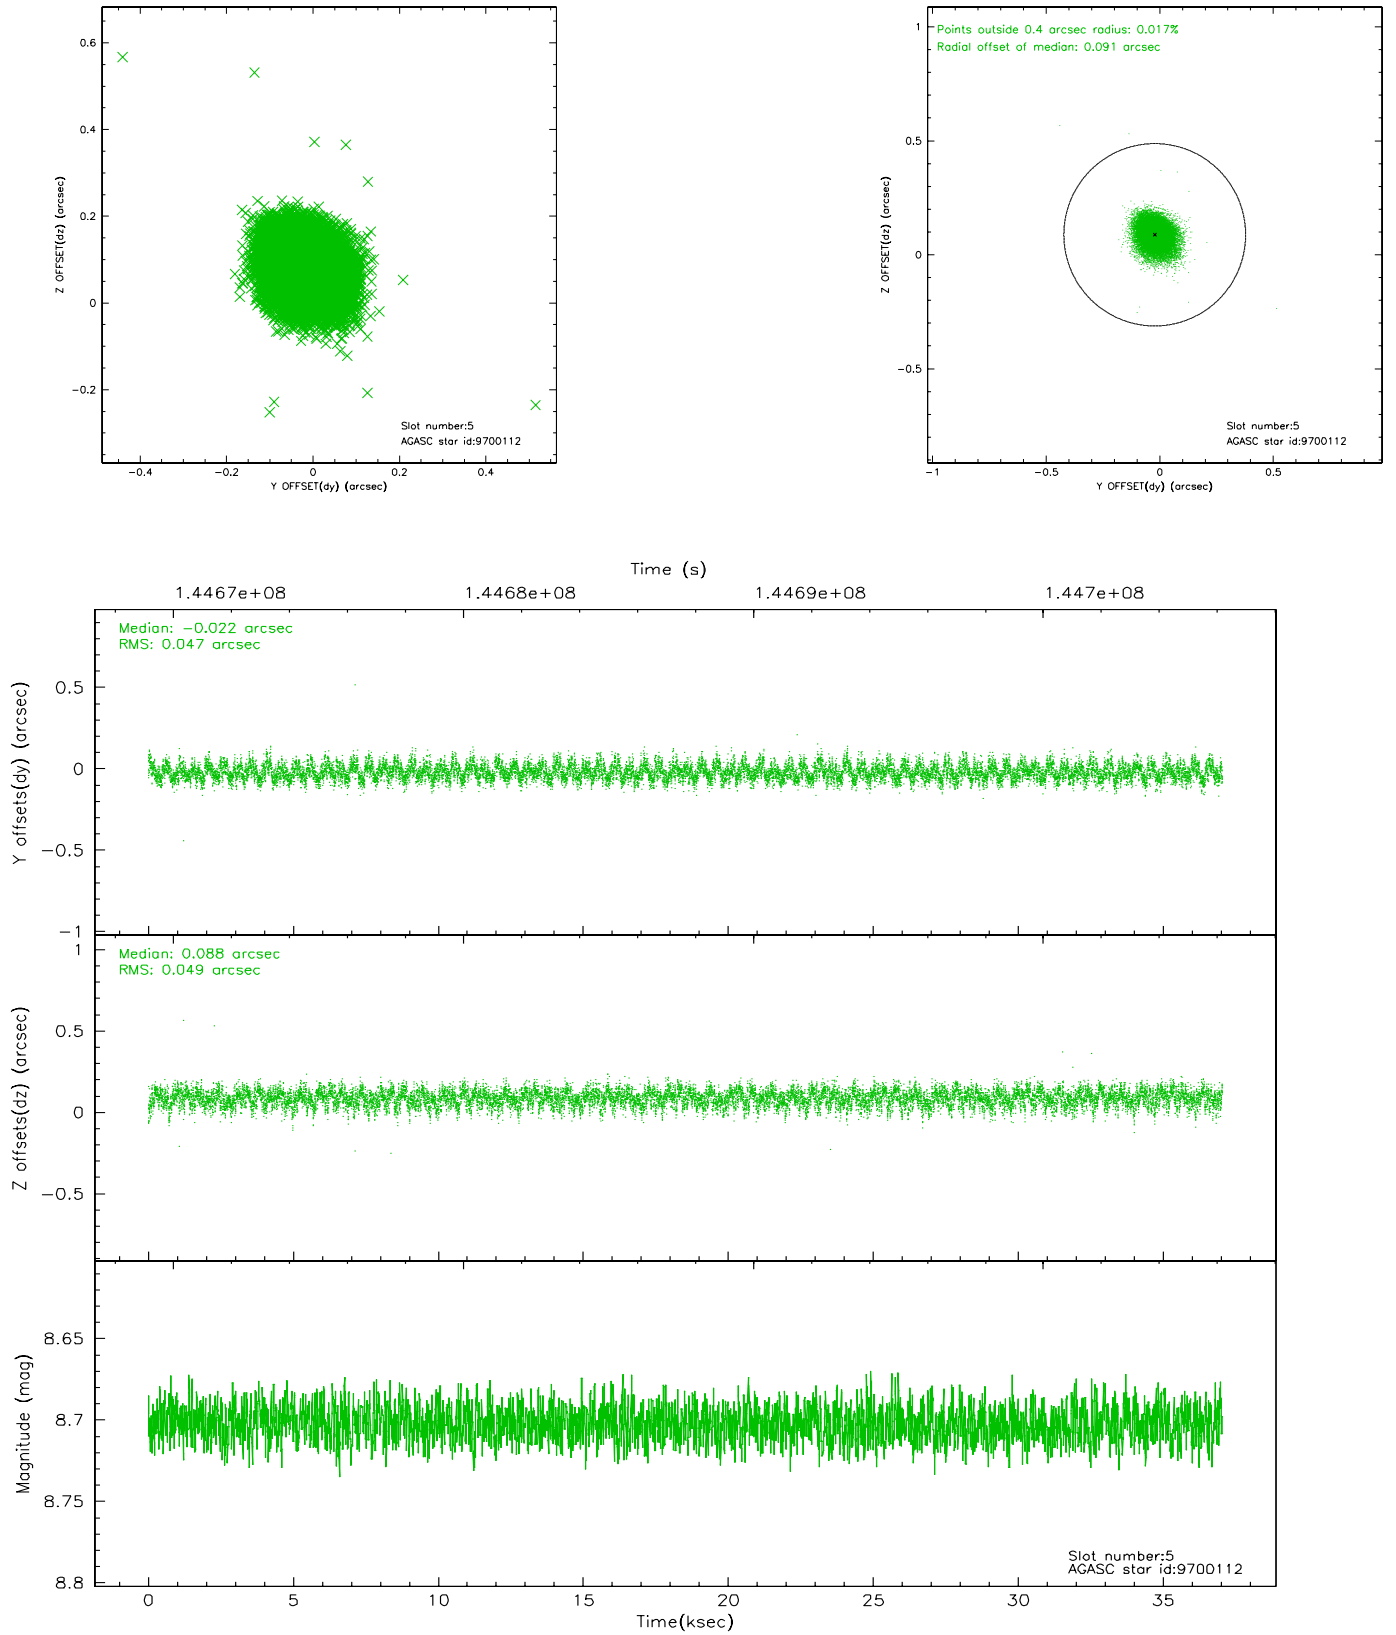 0.6
0.4
0.2
0
−0.2
−0.4
−0.2
0
0.2
0.4
Z OFFSET(dz) (arcsec)
Y OFFSET(dy) (arcsec)
Slot number:5
AGASC star id:9700112
Points outside 0.4 arcsec radius: 0.017%
Radial offset of median: 0.091 arcsec
1
0.5
0
−0.5
−1
−0.5
0
0.5
Z OFFSET(dz) (arcsec)
Y OFFSET(dy) (arcsec)
Slot number:5
AGASC star id:9700112
Time (s)
1.4467e+08
1.4468e+08
1.4469e+08
1.447e+08
Median: −0.022 arcsec
RMS: 0.047 arcsec
0.5
0
−0.5
−1
Y offsets(dy) (arcsec)
Median: 0.088 arcsec
RMS: 0.049 arcsec
1
0.5
0
−0.5
Z offsets(dz) (arcsec)
8.65
8.7
8.75
8.8
Magnitude (mag)
Slot number:5
AGASC star id:9700112
0
5
10
15
20
25
30
35
Time(ksec)